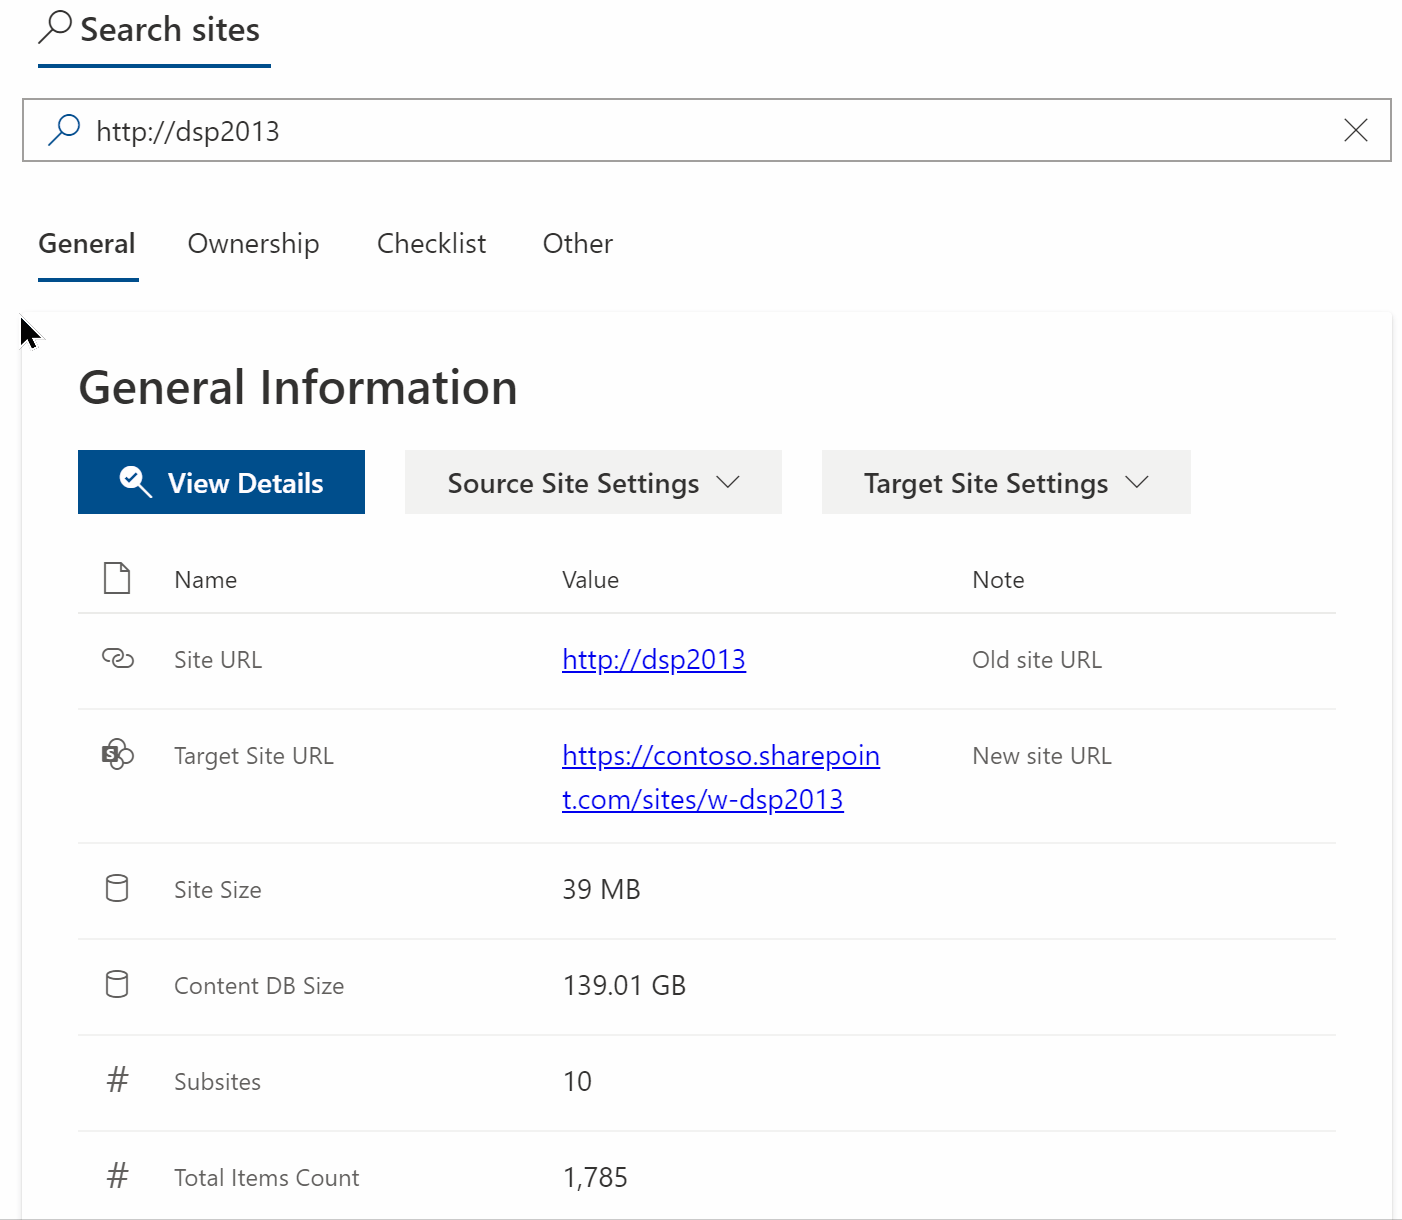 Search sites
http://dsp2013
General Ownership Checklist Other
General Information
View Details Source Site Settings Target Site Settings
Name Value Note
Site URL http://dsp2013 Old site URL
Target Site URL https://contoso.sharepoin New site URL
t.com/sites/w-dsp2013
Site Size 39 MB
Content DB Size 139.01 GB
# Subsites 10
# Total Items Count 1,785